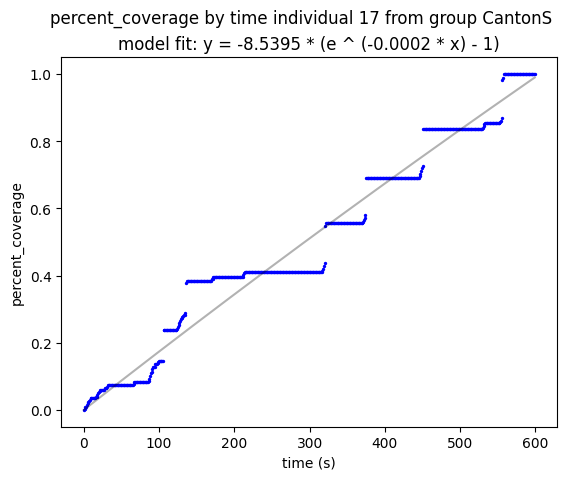 percent_coverage by time individual 17 from group CantonS
model fit: y = -8.5395 * (e ^ (-0.0002 * x) - 1)
1.0
0.8
0.6
0.4
0.2
0.0
percent_coverage
0 100 200 300 400 500 600
time (s)